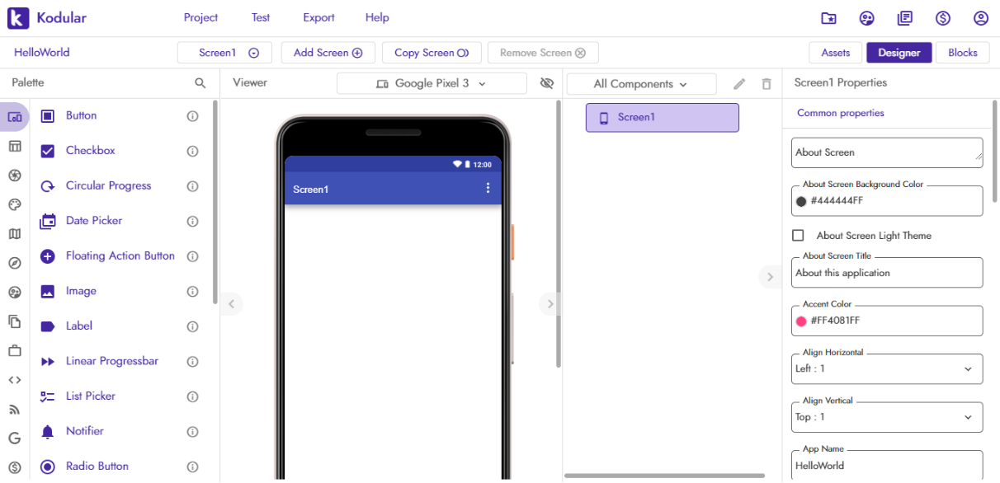 Kodular Project Test Export Help
HelloWorld Screen1 Add Screen Copy Screen Remove Screen Assets Designer Blocks
Palette Viewer Google Pixel 3 All Components Screen1 Properties
Button
Checkbox
Circular Progress
Date Picker
Floating Action Button
Image
Label
Linear Progressbar
List Picker
Notifier
Radio Button
12:00
Screen1
Screen1
Common properties
About Screen
About Screen Background Color
#444444FF
About Screen Light Theme
About Screen Title
About this application
Accent Color
#FF4081FF
Align Horizontal
Left : 1
Align Vertical
Top : 1
App Name
HelloWorld